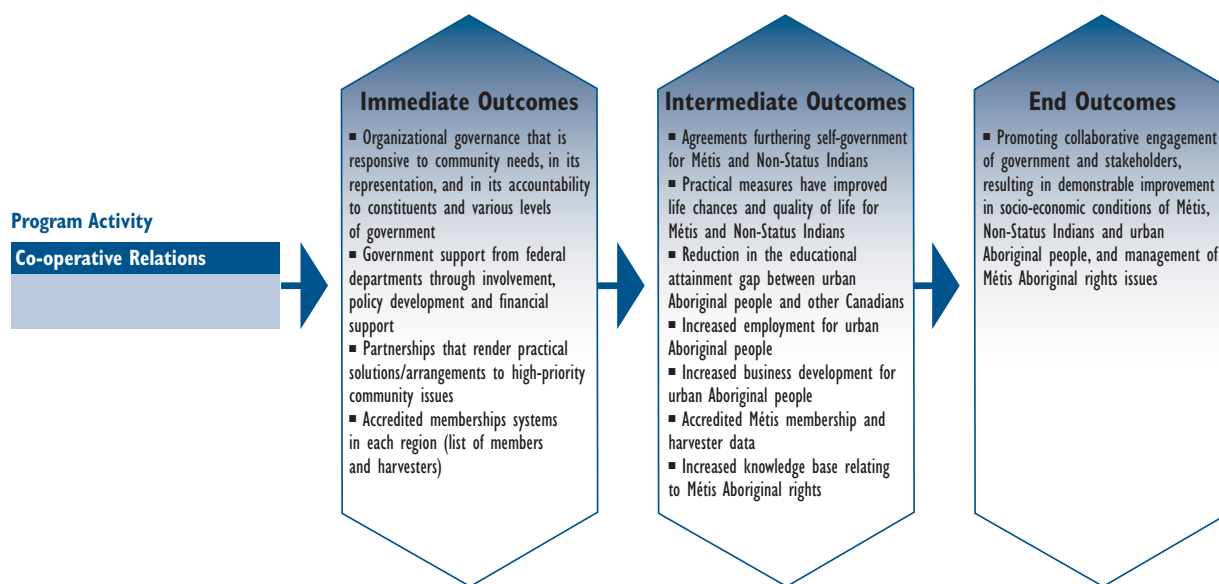 Program Activity
Co-operative Relations
Immediate Outcomes
▪ Organizational governance that is
responsive to community needs, in its
representation, and in its accountability
to constituents and various levels
of government
▪ Government support from federal
departments through involvement,
policy development and financial
support
▪ Partnerships that render practical
solutions/arrangements to high-priority
community issues
▪ Accredited memberships systems
in each region (list of members
and harvesters)
Intermediate Outcomes
▪ Agreements furthering self-government
for Métis and Non-Status Indians
▪ Practical measures have improved
life chances and quality of life for
Métis and Non-Status Indians
▪ Reduction in the educational
attainment gap between urban
Aboriginal people and other Canadians
▪ Increased employment for urban
Aboriginal people
▪ Increased business development for
urban Aboriginal people
▪ Accredited Métis membership and
harvester data
▪ Increased knowledge base relating
to Métis Aboriginal rights
End Outcomes
▪ Promoting collaborative engagement
of government and stakeholders,
resulting in demonstrable improvement
in socio-economic conditions of Métis,
Non-Status Indians and urban
Aboriginal people, and management of
Métis Aboriginal rights issues